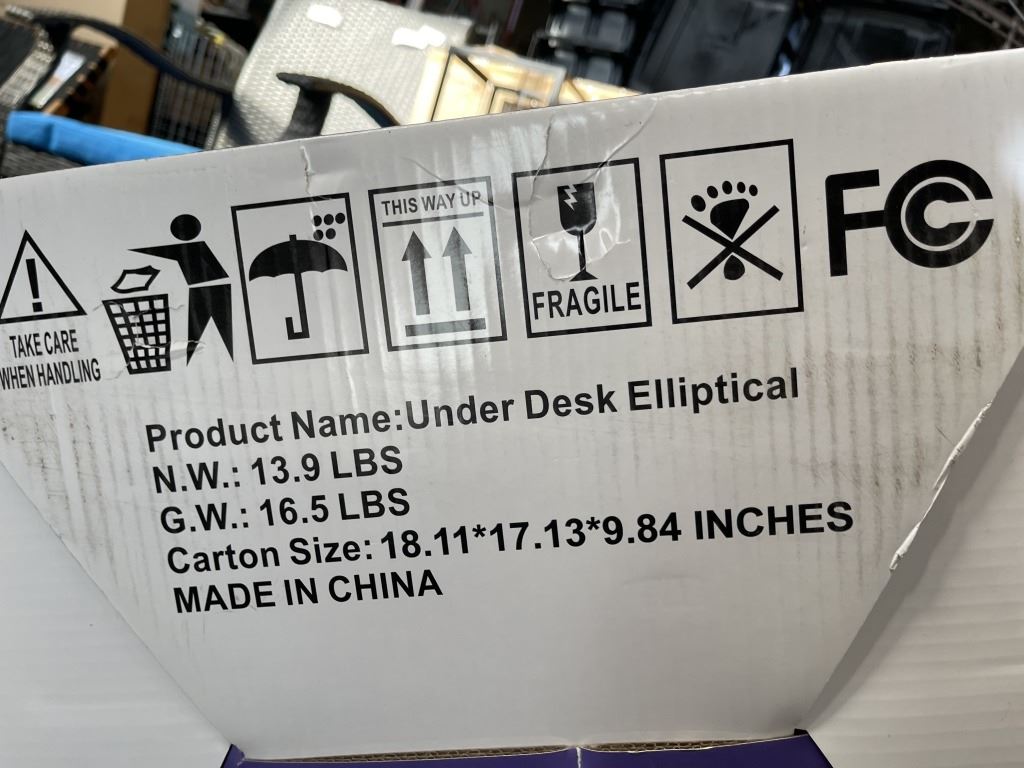 TAKE CARE
WHEN HANDLING
THIS WAY UP
FRAGILE
FC
Product Name:Under Desk Elliptical
N.W.: 13.9 LBS
G.W.: 16.5 LBS
Carton Size: 18.11*17.13*9.84 INCHES
MADE IN CHINA